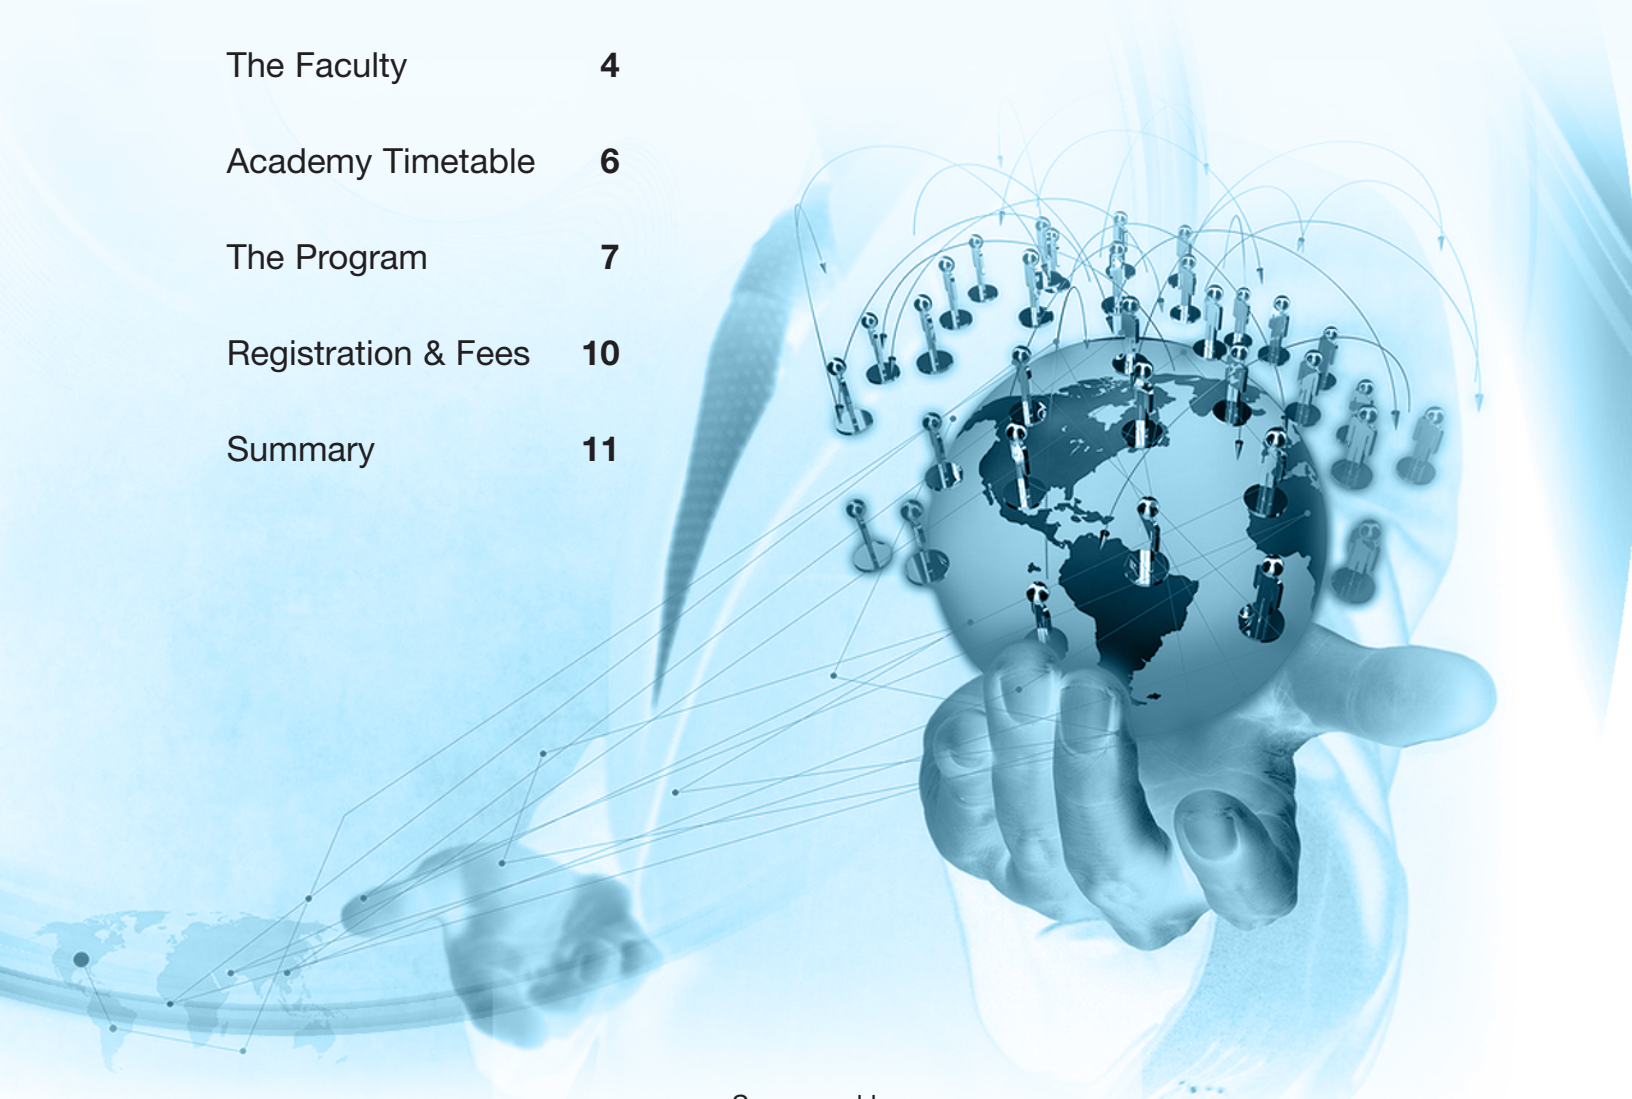 The Faculty 4
Academy Timetable 6
The Program 7
Registration & Fees 10
Summary 11